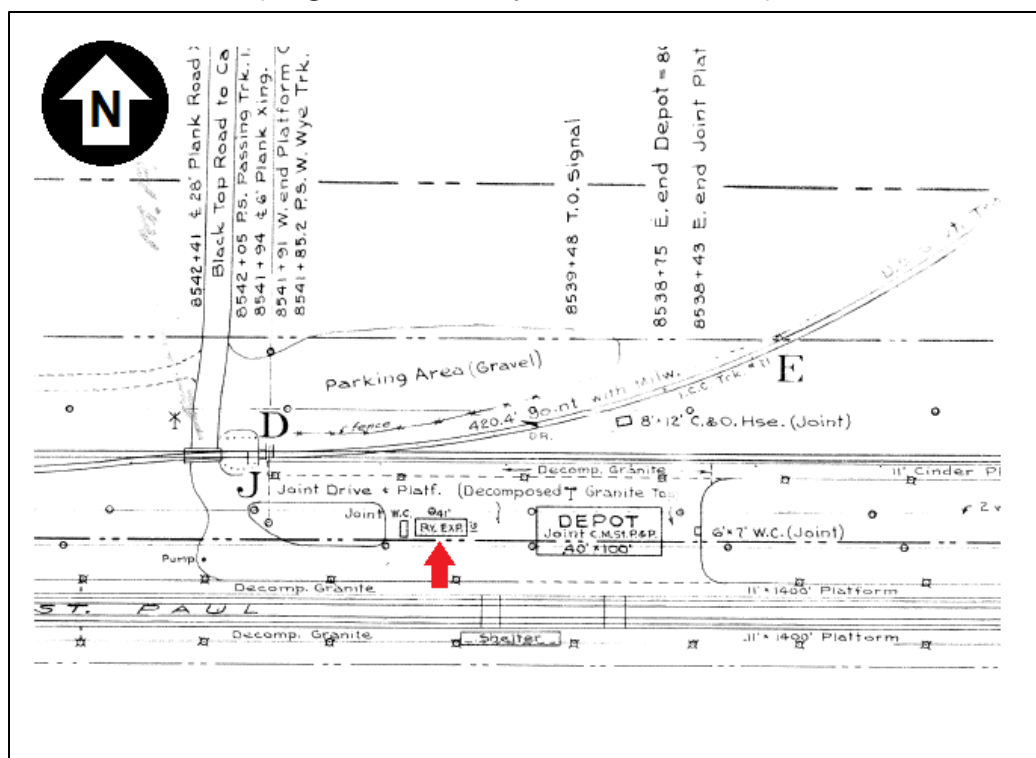 N
8542+41 ℄ 28' Plank Road
Black Top Road to Ca
8542+05 P.S. Passing Trk.
8541+94 ℄ 6' Plank Xing.
8541+91 W. end Platform
8541+85.2 P.S. W. Wye Trk.
8539+48 T.O. Signal
8538+75 E. end Depot =
8538+43 E. end Joint Plat
Parking Area (Gravel)
E
fence
420.4' Joint with Milw.
I.C.C Trk. #
D.R.
8'×12' C.&O. Hse. (Joint)
D
J
Decomp. Granite
11' Cinder Pl
Joint Drive & Platf. (Decomposed Granite To
Joint W.C.
41'
RY. EXP.
DEPOT
Joint C.M.St.P.&P.
40'×100'
6'×7' W.C. (Joint)
Pump
Decomp. Granite
11'×1400' Platform
ST. PAUL
Decomp. Granite
Shelter
11'×1400' Platform